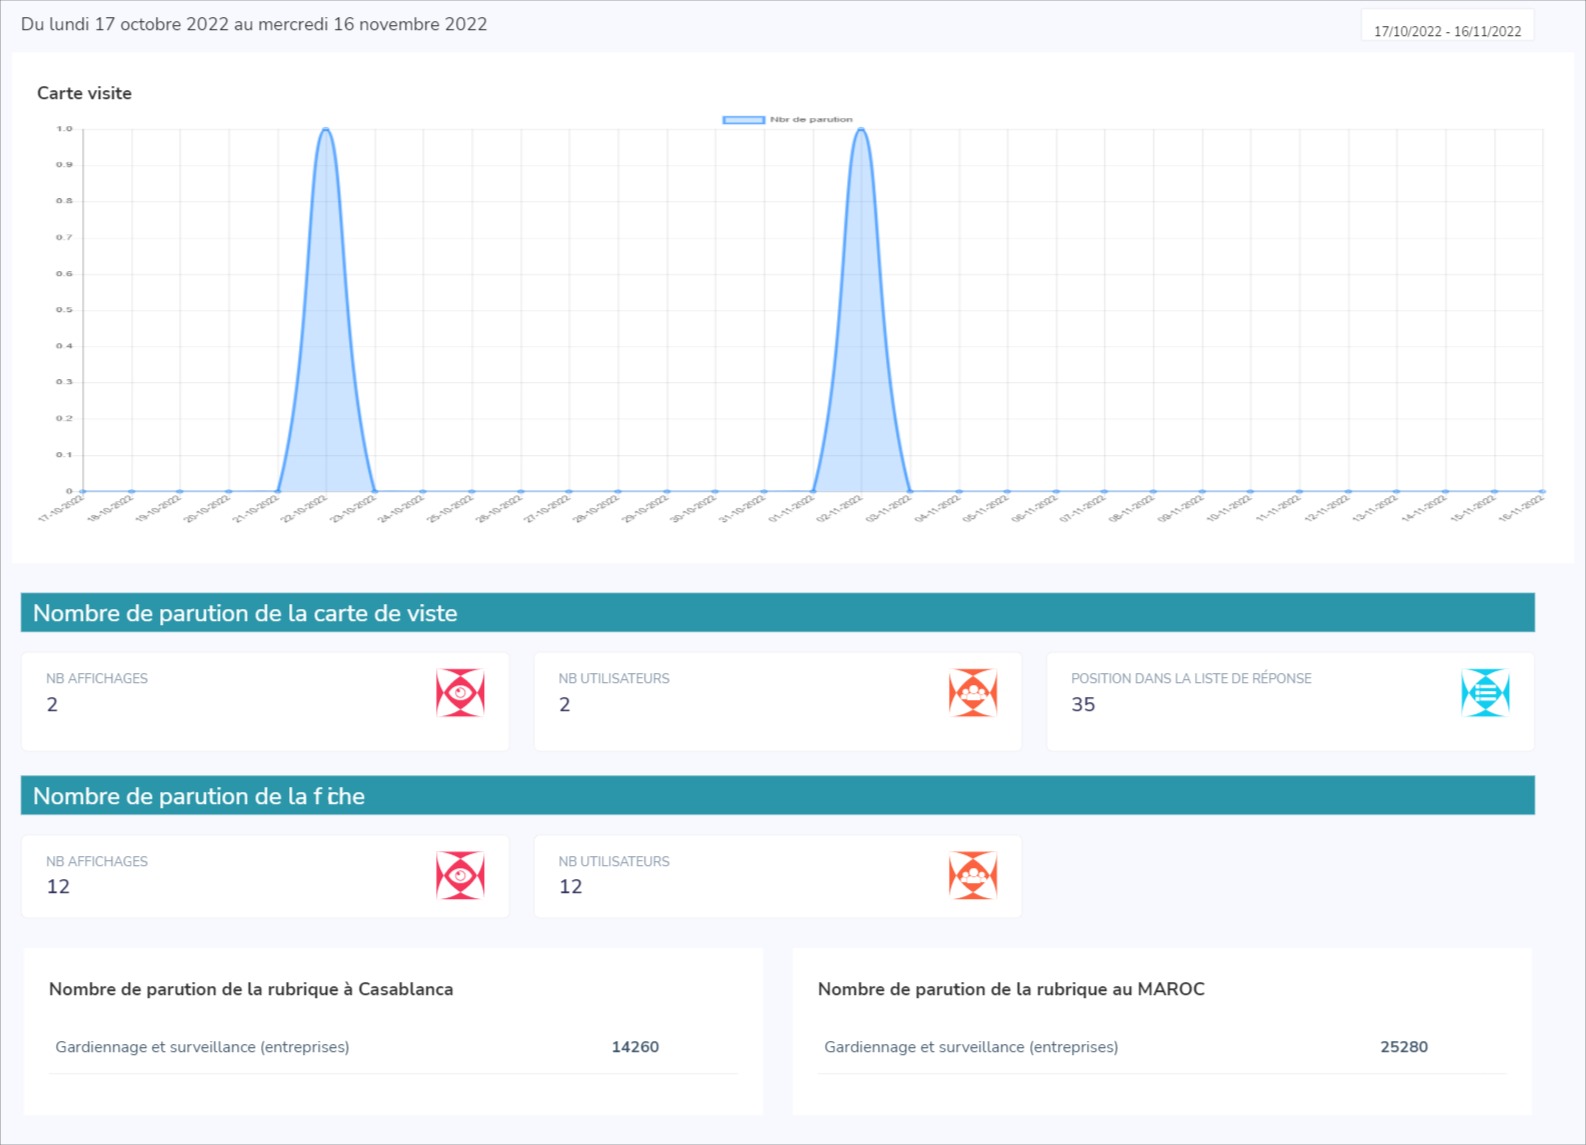 Du lundi 17 octobre 2022 au mercredi 16 novembre 2022
17/10/2022 - 16/11/2022
Carte visite
Nbr de parution
1.0
0.9
0.8
0.7
0.6
0.5
0.4
0.3
0.2
0.1
0
17-10-2022 18-10-2022 19-10-2022 20-10-2022 21-10-2022 22-10-2022 23-10-2022 24-10-2022 25-10-2022 26-10-2022 27-10-2022 28-10-2022 29-10-2022 30-10-2022 31-10-2022 01-11-2022 02-11-2022 03-11-2022 04-11-2022 05-11-2022 06-11-2022 07-11-2022 08-11-2022 09-11-2022 10-11-2022 11-11-2022 12-11-2022 13-11-2022 14-11-2022 15-11-2022 16-11-2022
Nombre de parution de la carte de viste
NB AFFICHAGES
2
NB UTILISATEURS
2
POSITION DANS LA LISTE DE RÉPONSE
35
Nombre de parution de la fiche
NB AFFICHAGES
12
NB UTILISATEURS
12
Nombre de parution de la rubrique à Casablanca
Gardiennage et surveillance (entreprises) 14260
Nombre de parution de la rubrique au MAROC
Gardiennage et surveillance (entreprises) 25280